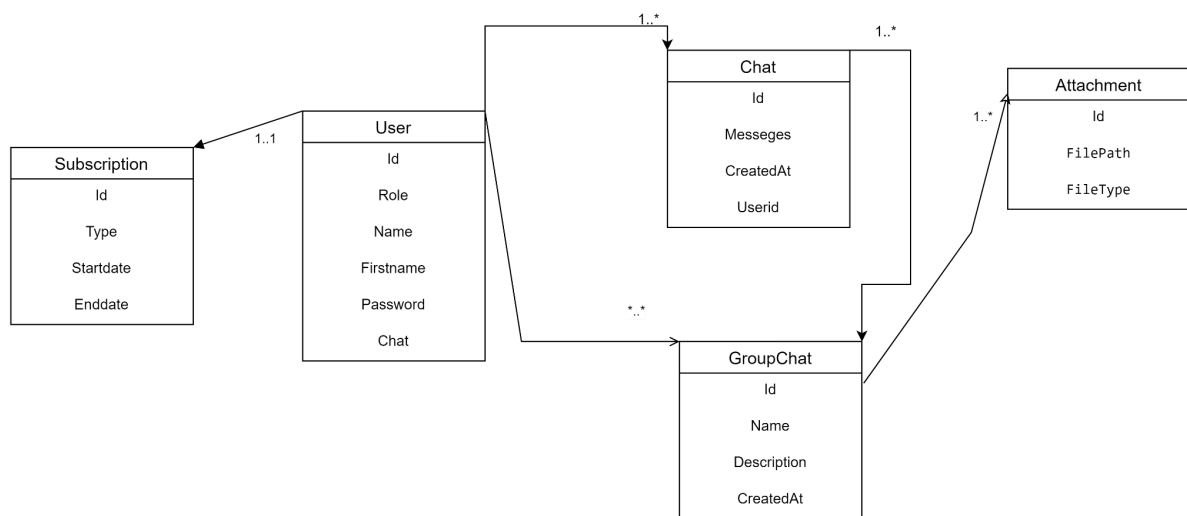 1..*
1..*
Chat
Id
Messeges
CreatedAt
Userid
Attachment
Id
FilePath
FileType
1..*
1..1
User
Id
Role
Name
Firstname
Password
Chat
Subscription
Id
Type
Startdate
Enddate
*..*
GroupChat
Id
Name
Description
CreatedAt